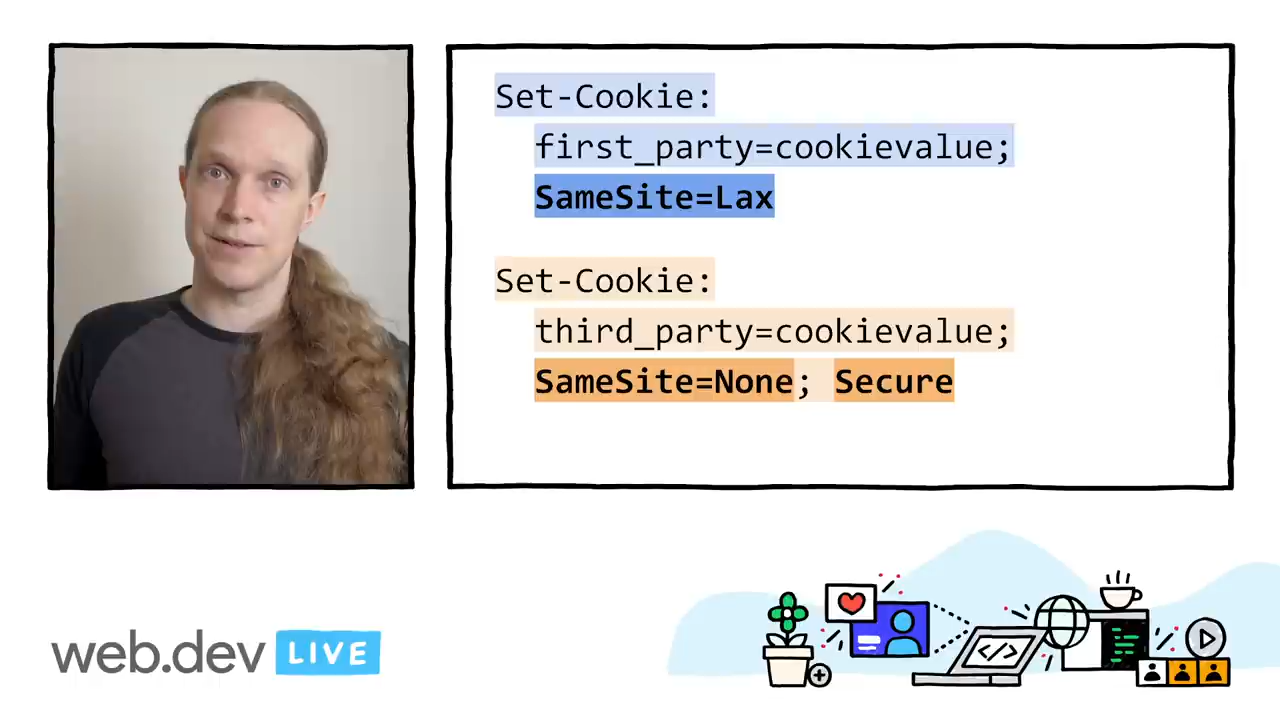 Set-Cookie:
first_party=cookievalue;
SameSite=Lax
Set-Cookie:
third_party=cookievalue;
SameSite=None; Secure
web.dev LIVE
</>